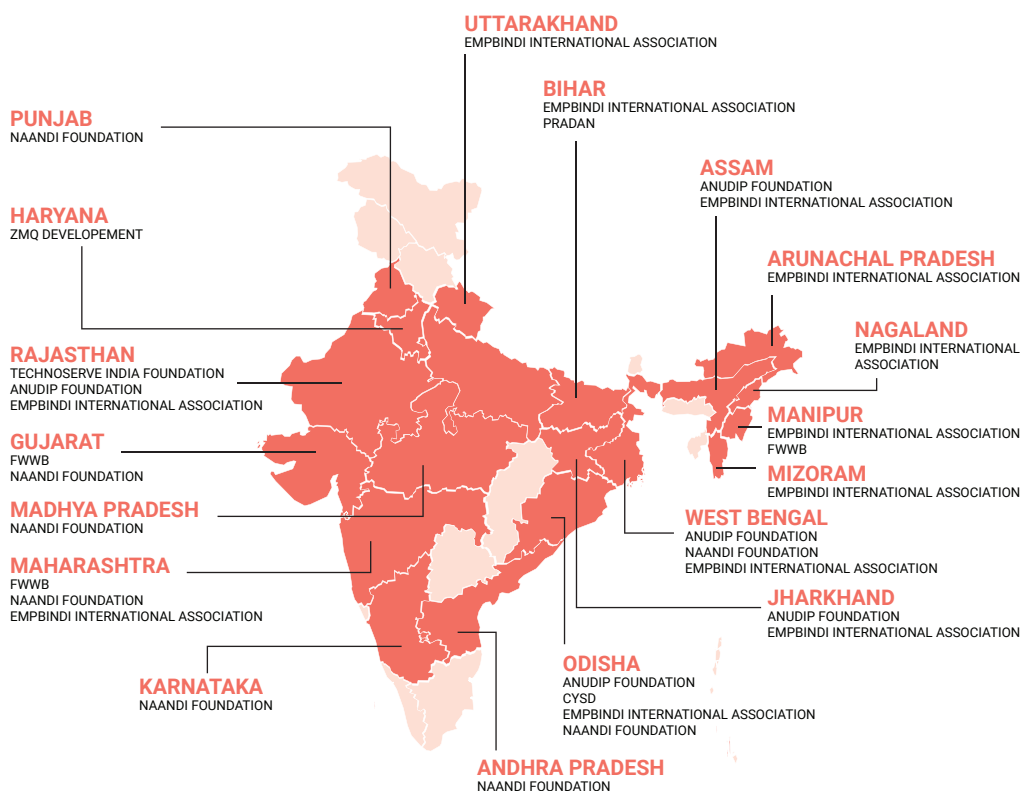 UTTARAKHAND
EMPBINDI INTERNATIONAL ASSOCIATION
BIHAR
EMPBINDI INTERNATIONAL ASSOCIATION
PRADAN
PUNJAB
NAANDI FOUNDATION
ASSAM
ANUDIP FOUNDATION
EMPBINDI INTERNATIONAL ASSOCIATION
HARYANA
ZMQ DEVELOPEMENT
ARUNACHAL PRADESH
EMPBINDI INTERNATIONAL ASSOCIATION
NAGALAND
EMPBINDI INTERNATIONAL
ASSOCIATION
RAJASTHAN
TECHNOSERVE INDIA FOUNDATION
ANUDIP FOUNDATION
EMPBINDI INTERNATIONAL ASSOCIATION
MANIPUR
EMPBINDI INTERNATIONAL ASSOCIATION
FWWB
GUJARAT
FWWB
NAANDI FOUNDATION
MIZORAM
EMPBINDI INTERNATIONAL ASSOCIATION
MADHYA PRADESH
NAANDI FOUNDATION
WEST BENGAL
ANUDIP FOUNDATION
NAANDI FOUNDATION
EMPBINDI INTERNATIONAL ASSOCIATION
MAHARASHTRA
FWWB
NAANDI FOUNDATION
EMPBINDI INTERNATIONAL ASSOCIATION
JHARKHAND
ANUDIP FOUNDATION
EMPBINDI INTERNATIONAL ASSOCIATION
ODISHA
ANUDIP FOUNDATION
CYSD
EMPBINDI INTERNATIONAL ASSOCIATION
NAANDI FOUNDATION
KARNATAKA
NAANDI FOUNDATION
ANDHRA PRADESH
NAANDI FOUNDATION